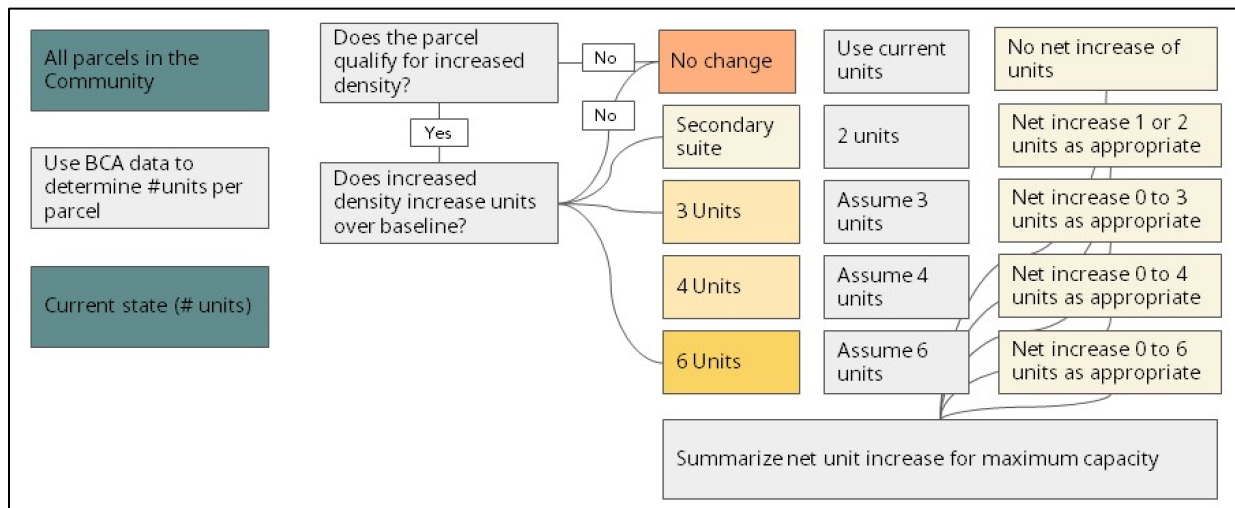 All parcels in the
Community
Use BCA data to
determine #units per
parcel
Current state (# units)
Does the parcel
qualify for increased
density?
No
Yes
No
Does increased
density increase units
over baseline?
No change
Use current
units
No net increase of
units
Secondary
suite
2 units
Net increase 1 or 2
units as appropriate
3 Units
Assume 3
units
Net increase 0 to 3
units as appropriate
4 Units
Assume 4
units
Net increase 0 to 4
units as appropriate
6 Units
Assume 6
units
Net increase 0 to 6
units as appropriate
Summarize net unit increase for maximum capacity